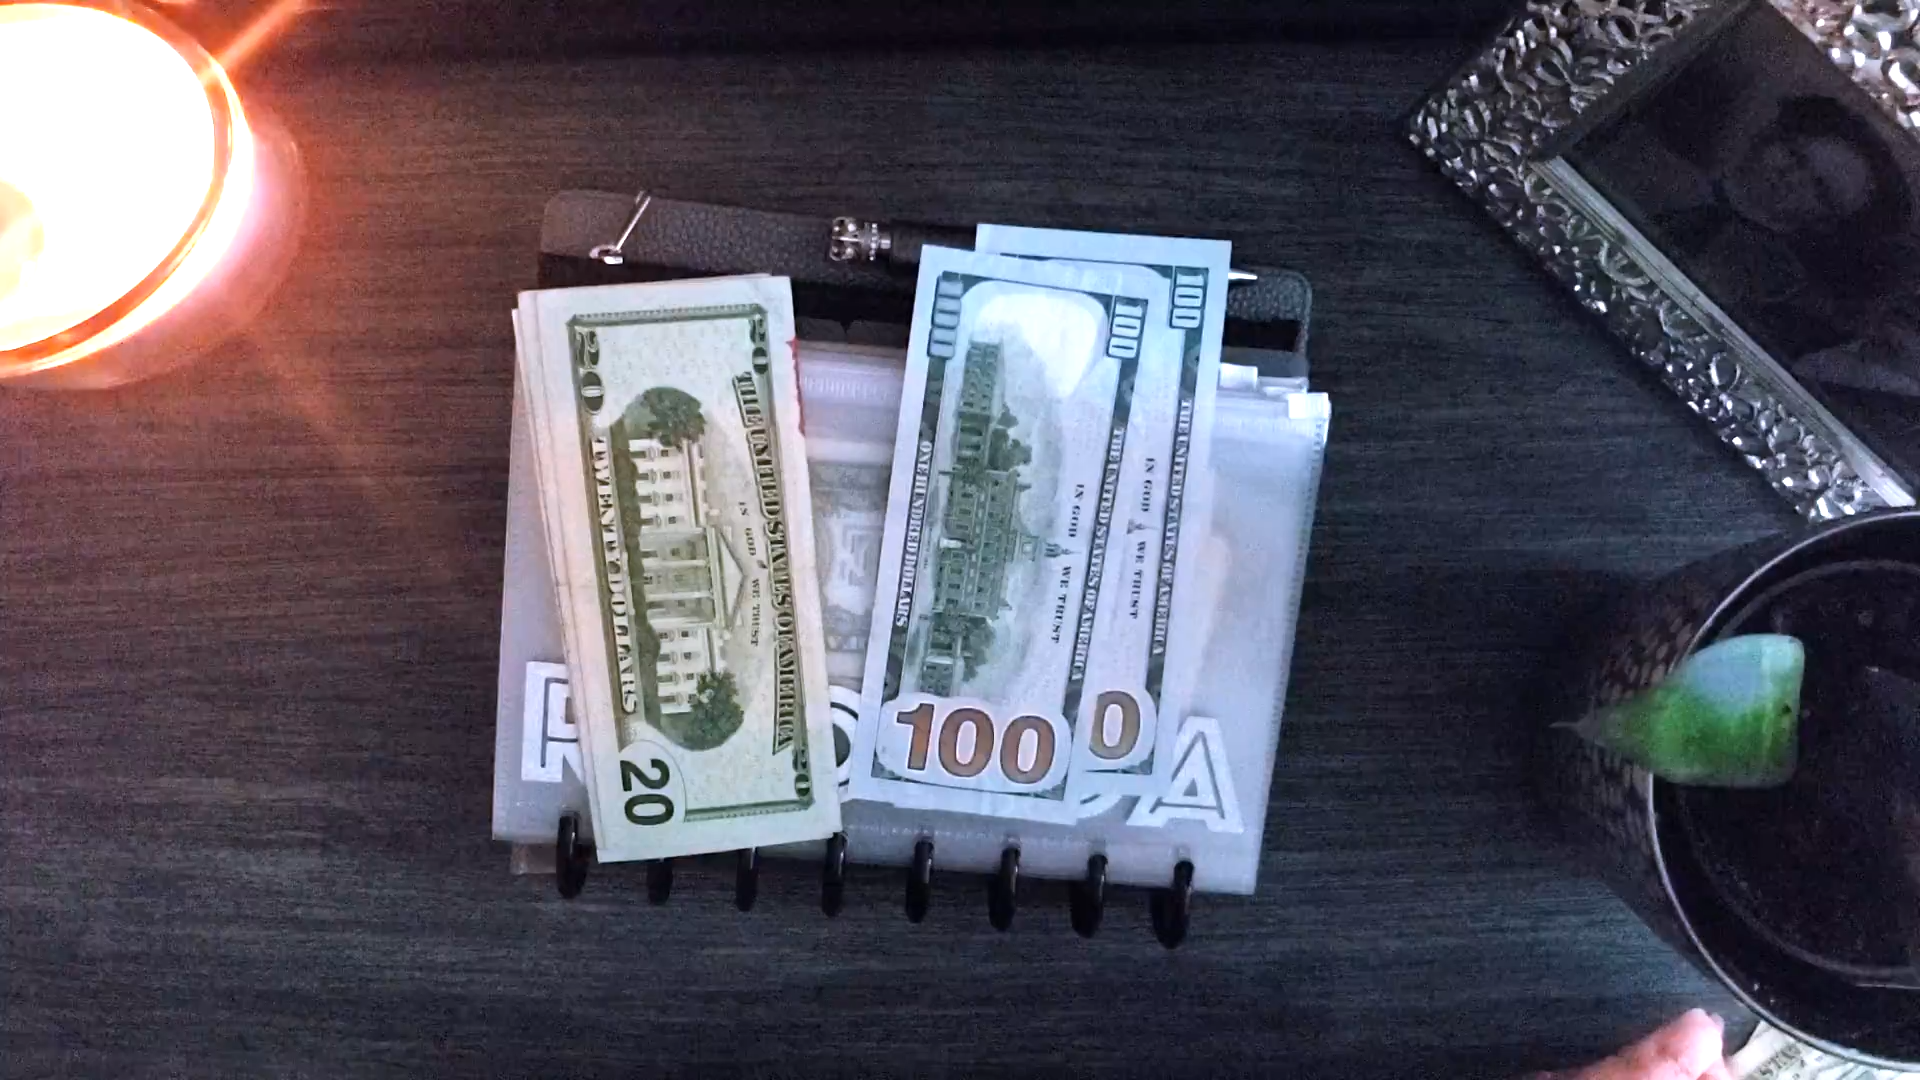 20
20
THE UNITED STATES OF AMERICA
IN GOD WE TRUST
TWENTY DOLLARS
20
20
100
100
THE UNITED STATES OF AMERICA
IN GOD WE TRUST
ONE HUNDRED DOLLARS
100
100
THE UNITED STATES OF AMERICA
IN GOD WE TRUST
0
A